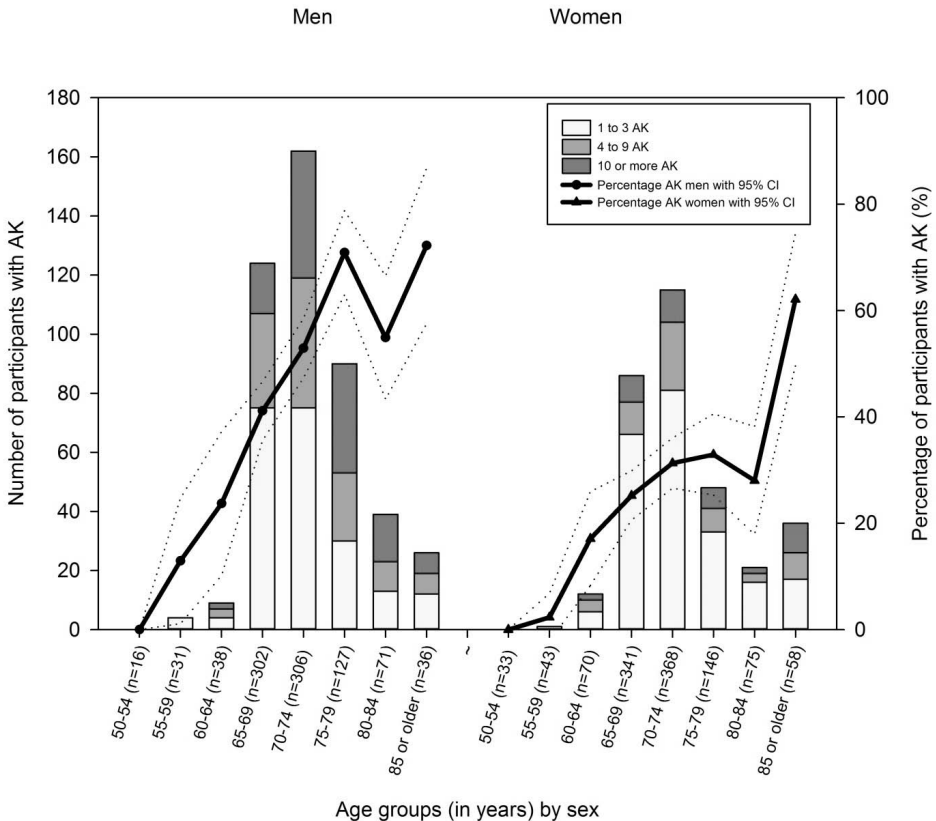 Men Women
180
160
140
120
100
80
60
40
20
0
Number of participants with AK
1 to 3 AK
4 to 9 AK
10 or more AK
Percentage AK men with 95% CI
Percentage AK women with 95% CI
100
80
60
40
20
0
Percentage of participants with AK (%)
50-54 (n=16)
55-59 (n=31)
60-64 (n=38)
65-69 (n=302)
70-74 (n=306)
75-79 (n=127)
80-84 (n=71)
85 or older (n=36)
~
50-54 (n=33)
55-59 (n=43)
60-64 (n=70)
65-69 (n=341)
70-74 (n=368)
75-79 (n=146)
80-84 (n=75)
85 or older (n=58)
Age groups (in years) by sex